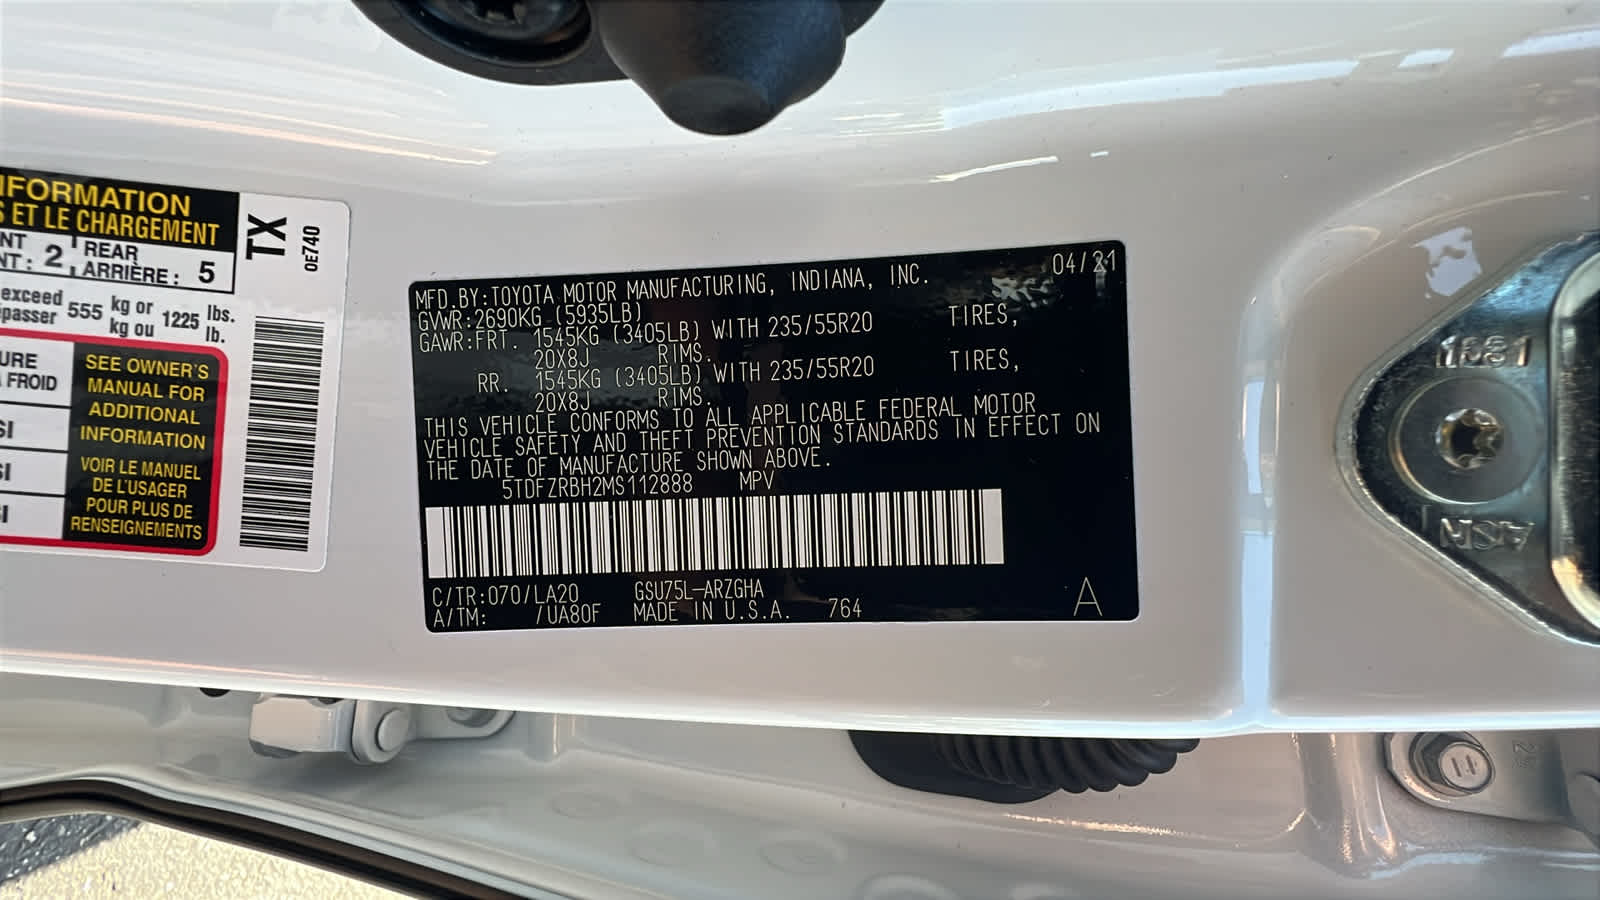 NFORMATION
S ET LE CHARGEMENT
NT : 2 REAR ARRIÈRE : 5
exceed 555 kg or 1225 lbs.
passer kg ou lb.
URE
FROID
SI
SI
SI
SEE OWNER'S
MANUAL FOR
ADDITIONAL
INFORMATION
VOIR LE MANUEL
DE L'USAGER
POUR PLUS DE
RENSEIGNEMENTS
TX
0E740
MFD.BY:TOYOTA MOTOR MANUFACTURING, INDIANA, INC. 04/21
GVWR:2690KG (5935LB)
GAWR:FRT. 1545KG (3405LB) WITH 235/55R20 TIRES,
20X8J RIMS.
RR. 1545KG (3405LB) WITH 235/55R20 TIRES,
20X8J RIMS.
THIS VEHICLE CONFORMS TO ALL APPLICABLE FEDERAL MOTOR
VEHICLE SAFETY AND THEFT PREVENTION STANDARDS IN EFFECT ON
THE DATE OF MANUFACTURE SHOWN ABOVE.
5TDFZRBH2MS112888 MPV
C/TR:070/LA20 GSU75L-ARZGHA
A/TM: /UA80F MADE IN U.S.A. 764
A